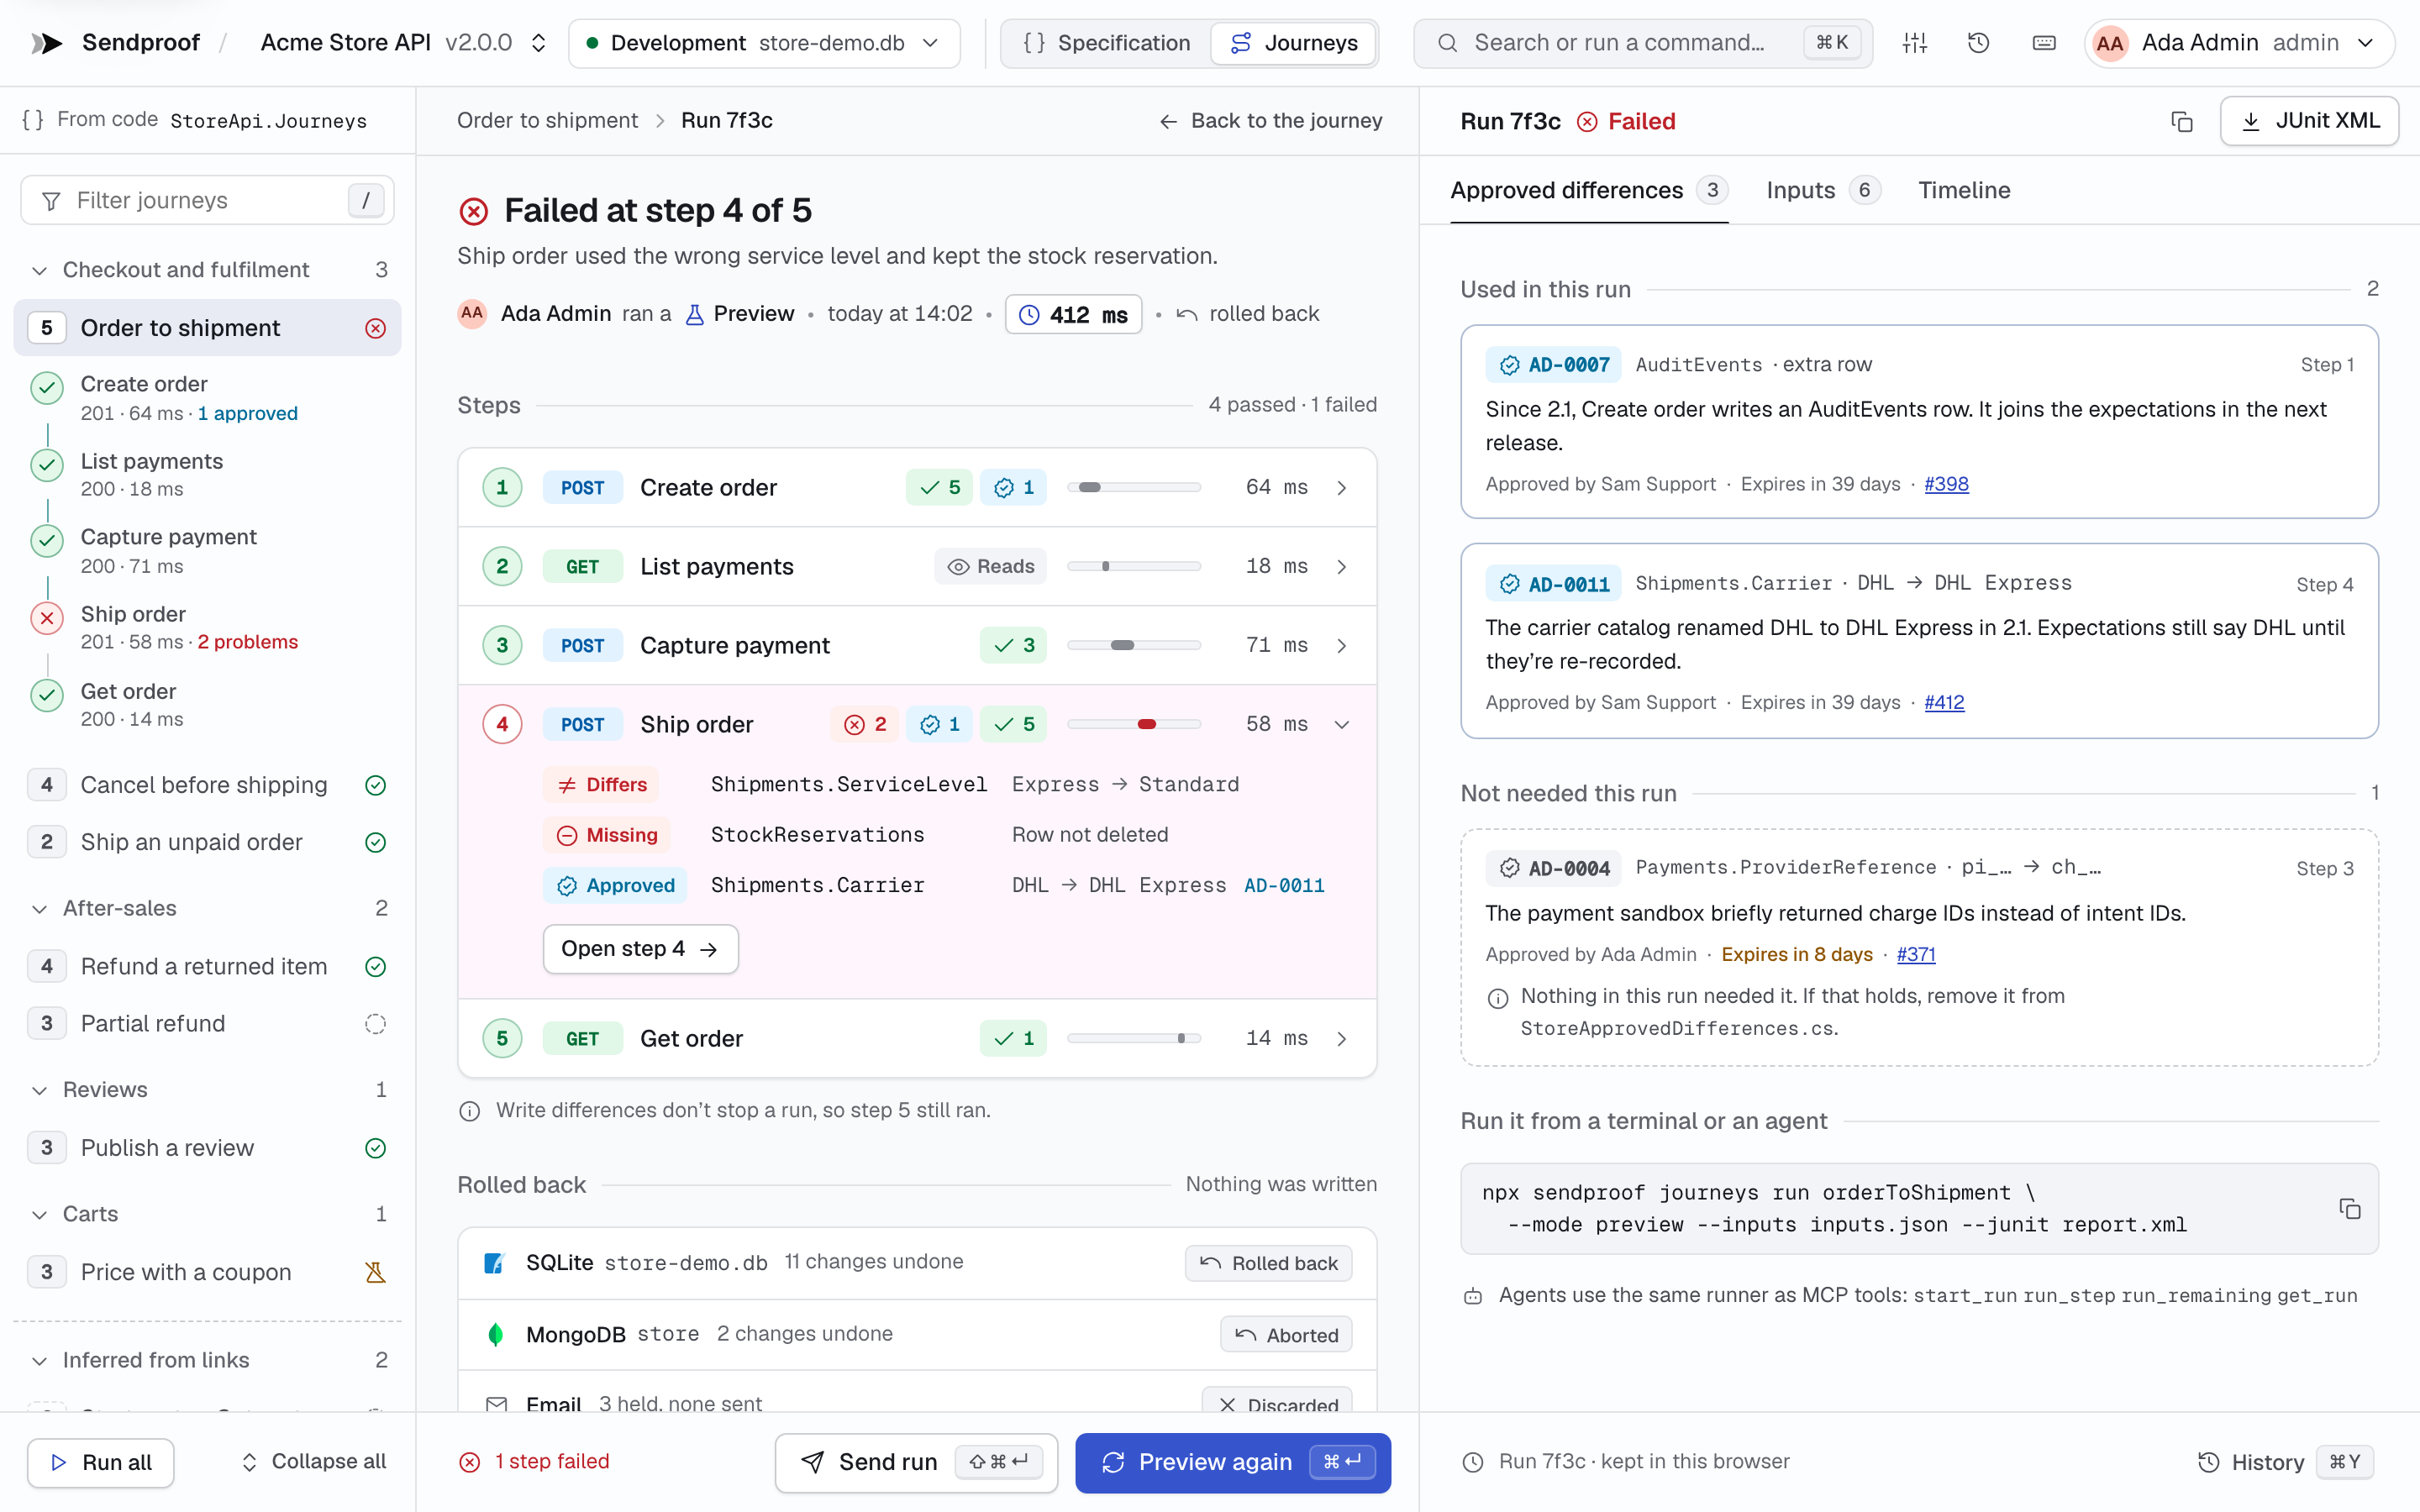 Sendproof / Acme Store API v2.0.0
Development store-demo.db
{ } Specification
Journeys
Search or run a command... ⌘ K
AA Ada Admin admin
{ } From code StoreApi.Journeys
Filter journeys /
Checkout and fulfilment 3
5 Order to shipment
Create order
201 · 64 ms · 1 approved
List payments
200 · 18 ms
Capture payment
200 · 71 ms
Ship order
201 · 58 ms · 2 problems
Get order
200 · 14 ms
4 Cancel before shipping
2 Ship an unpaid order
After-sales 2
4 Refund a returned item
3 Partial refund
Reviews 1
3 Publish a review
Carts 1
3 Price with a coupon
Inferred from links 2
Run all
Collapse all
Order to shipment > Run 7f3c
← Back to the journey
Failed at step 4 of 5
Ship order used the wrong service level and kept the stock reservation.
AA Ada Admin ran a Preview • today at 14:02 • 412 ms • rolled back
Steps 4 passed · 1 failed
1 POST Create order 5 1 64 ms
2 GET List payments Reads 18 ms
3 POST Capture payment 3 71 ms
4 POST Ship order 2 1 5 58 ms
≠ Differs Shipments.ServiceLevel Express → Standard
Missing StockReservations Row not deleted
Approved Shipments.Carrier DHL → DHL Express AD-0011
Open step 4 →
5 GET Get order 1 14 ms
Write differences don’t stop a run, so step 5 still ran.
Rolled back Nothing was written
SQLite store-demo.db 11 changes undone Rolled back
MongoDB store 2 changes undone Aborted
Email 3 held, none sent Discarded
1 step failed
Send run ⇧ ⌘ ↵
Preview again ⌘ ↵
Run 7f3c Failed
JUnit XML
Approved differences 3
Inputs 6
Timeline
Used in this run 2
AD-0007 AuditEvents · extra row Step 1
Since 2.1, Create order writes an AuditEvents row. It joins the expectations in the next
release.
Approved by Sam Support · Expires in 39 days · #398
AD-0011 Shipments.Carrier · DHL → DHL Express Step 4
The carrier catalog renamed DHL to DHL Express in 2.1. Expectations still say DHL until
they’re re-recorded.
Approved by Sam Support · Expires in 39 days · #412
Not needed this run 1
AD-0004 Payments.ProviderReference · pi_… → ch_… Step 3
The payment sandbox briefly returned charge IDs instead of intent IDs.
Approved by Ada Admin · Expires in 8 days · #371
Nothing in this run needed it. If that holds, remove it from
StoreApprovedDifferences.cs.
Run it from a terminal or an agent
npx sendproof journeys run orderToShipment \
--mode preview --inputs inputs.json --junit report.xml
Agents use the same runner as MCP tools: start_run run_step run_remaining get_run
Run 7f3c · kept in this browser
History ⌘ Y